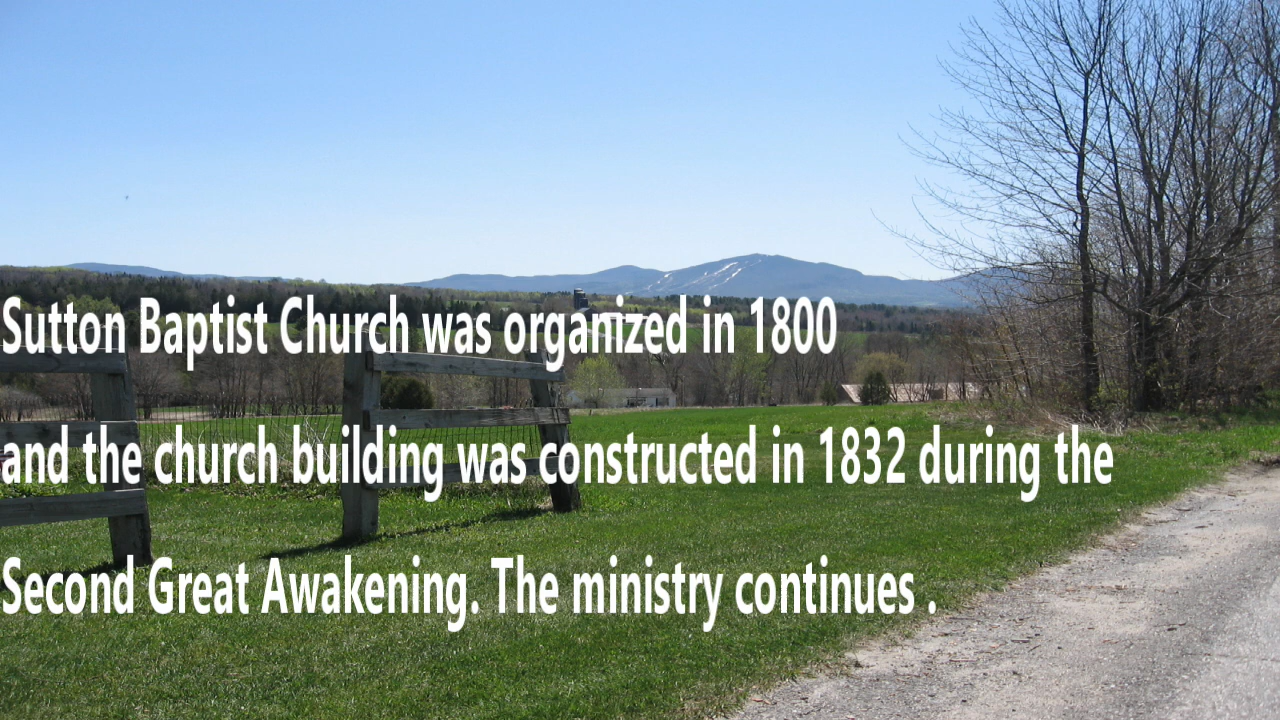 Sutton Baptist Church was organized in 1800
and the church building was constructed in 1832 during the
Second Great Awakening. The ministry continues .